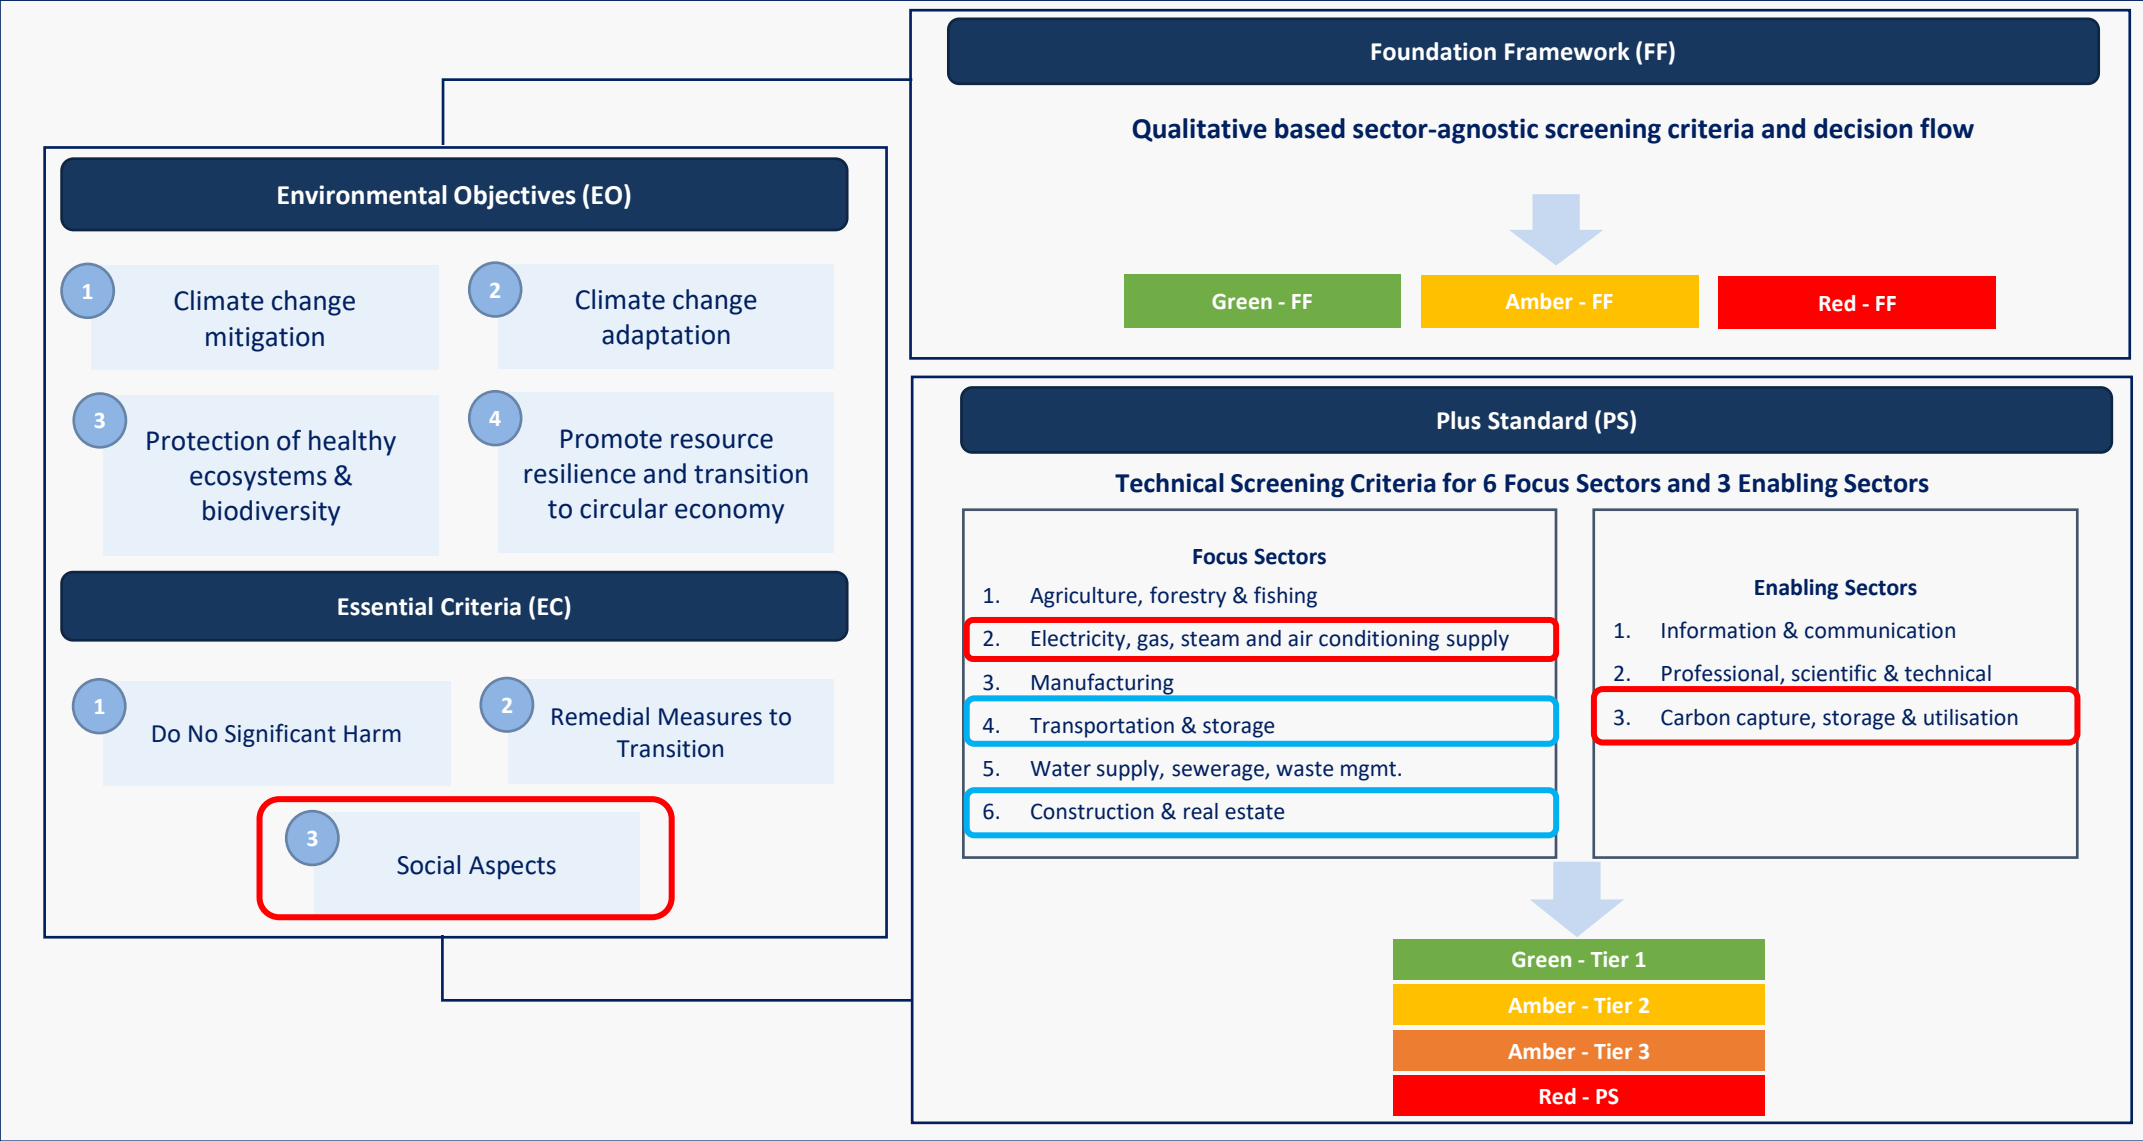 Environmental Objectives (EO)
1
Climate change
mitigation
2
Climate change
adaptation
3
Protection of healthy
ecosystems &
biodiversity
4
Promote resource
resilience and transition
to circular economy
Essential Criteria (EC)
1
Do No Significant Harm
2
Remedial Measures to
Transition
3
Social Aspects
Foundation Framework (FF)
Qualitative based sector-agnostic screening criteria and decision flow
Green - FF
Amber - FF
Red - FF
Plus Standard (PS)
Technical Screening Criteria for 6 Focus Sectors and 3 Enabling Sectors
Focus Sectors
1. Agriculture, forestry & fishing
2. Electricity, gas, steam and air conditioning supply
3. Manufacturing
4. Transportation & storage
5. Water supply, sewerage, waste mgmt.
6. Construction & real estate
Enabling Sectors
1. Information & communication
2. Professional, scientific & technical
3. Carbon capture, storage & utilisation
Green - Tier 1
Amber - Tier 2
Amber - Tier 3
Red - PS